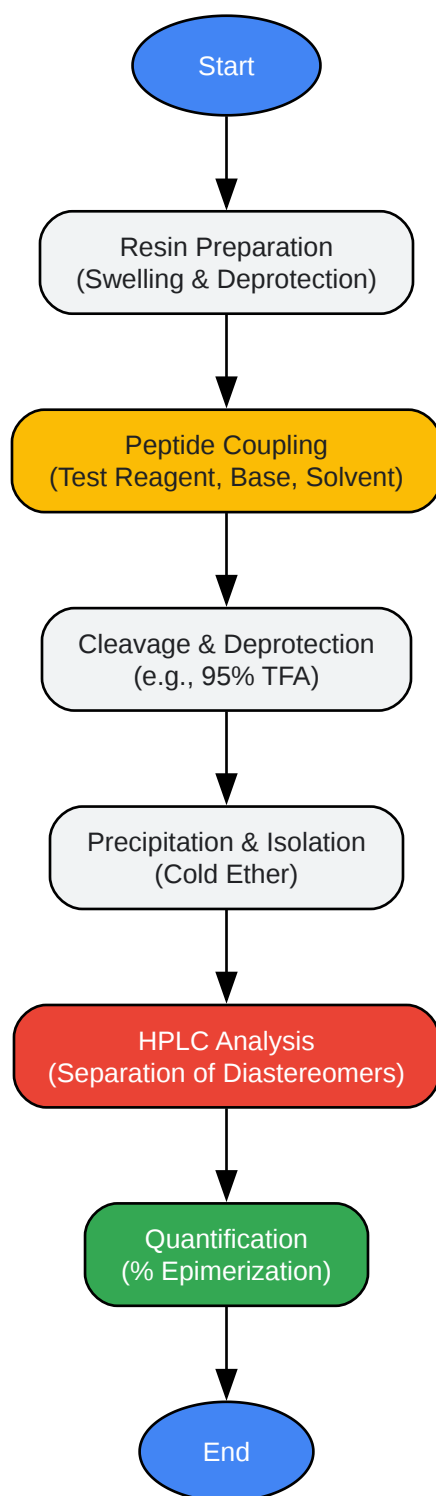 Start
Resin Preparation
(Swelling & Deprotection)
Peptide Coupling
(Test Reagent, Base, Solvent)
Cleavage & Deprotection
(e.g., 95% TFA)
Precipitation & Isolation
(Cold Ether)
HPLC Analysis
(Separation of Diastereomers)
Quantification
(% Epimerization)
End